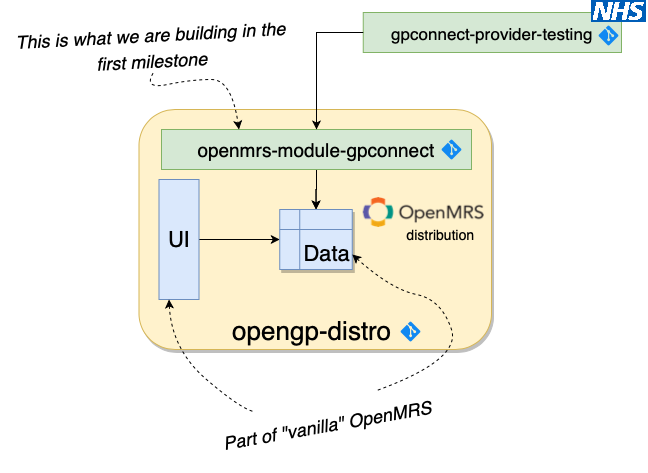 NHS
This is what we are building in the
first milestone
gpconnect-provider-testing
openmrs-module-gpconnect
UI
Data
OpenMRS
distribution
opengp-distro
Part of "vanilla" OpenMRS